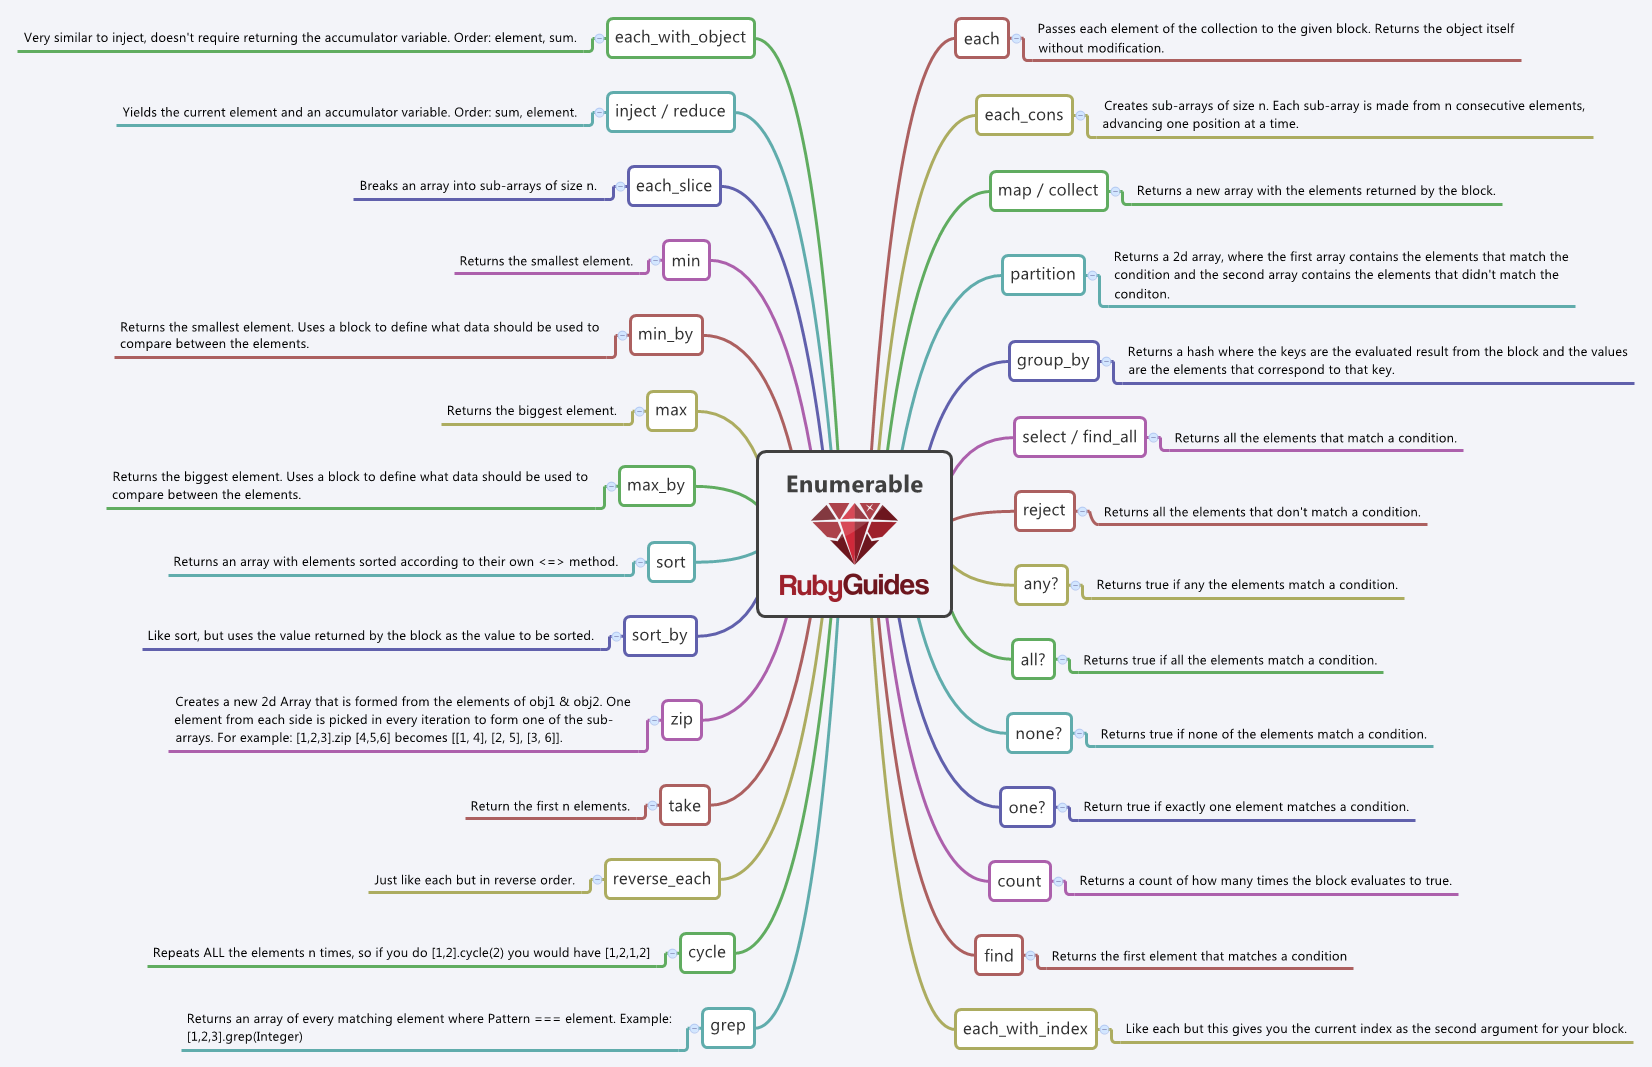 Enumerable
RubyGuides
each_with_object
Very similar to inject, doesn't require returning the accumulator variable. Order: element, sum.
inject / reduce
Yields the current element and an accumulator variable. Order: sum, element.
each_slice
Breaks an array into sub-arrays of size n.
min
Returns the smallest element.
min_by
Returns the smallest element. Uses a block to define what data should be used to
compare between the elements.
max
Returns the biggest element.
max_by
Returns the biggest element. Uses a block to define what data should be used to
compare between the elements.
sort
Returns an array with elements sorted according to their own <=> method.
sort_by
Like sort, but uses the value returned by the block as the value to be sorted.
zip
Creates a new 2d Array that is formed from the elements of obj1 & obj2. One
element from each side is picked in every iteration to form one of the sub-
arrays. For example: [1,2,3].zip [4,5,6] becomes [[1, 4], [2, 5], [3, 6]].
take
Return the first n elements.
reverse_each
Just like each but in reverse order.
cycle
Repeats ALL the elements n times, so if you do [1,2].cycle(2) you would have [1,2,1,2]
grep
Returns an array of every matching element where Pattern === element. Example:
[1,2,3].grep(Integer)
each
Passes each element of the collection to the given block. Returns the object itself
without modification.
each_cons
Creates sub-arrays of size n. Each sub-array is made from n consecutive elements,
advancing one position at a time.
map / collect
Returns a new array with the elements returned by the block.
partition
Returns a 2d array, where the first array contains the elements that match the
condition and the second array contains the elements that didn't match the
conditon.
group_by
Returns a hash where the keys are the evaluated result from the block and the values
are the elements that correspond to that key.
select / find_all
Returns all the elements that match a condition.
reject
Returns all the elements that don't match a condition.
any?
Returns true if any the elements match a condition.
all?
Returns true if all the elements match a condition.
none?
Returns true if none of the elements match a condition.
one?
Return true if exactly one element matches a condition.
count
Returns a count of how many times the block evaluates to true.
find
Returns the first element that matches a condition
each_with_index
Like each but this gives you the current index as the second argument for your block.